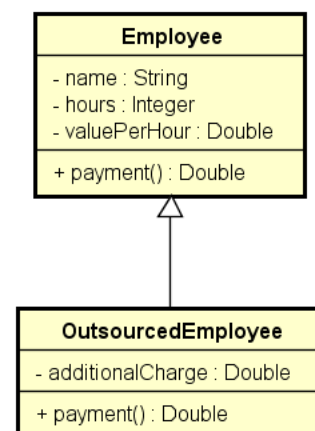 Employee
- name : String
- hours : Integer
- valuePerHour : Double
+ payment() : Double
OutsourcedEmployee
- additionalCharge : Double
+ payment() : Double